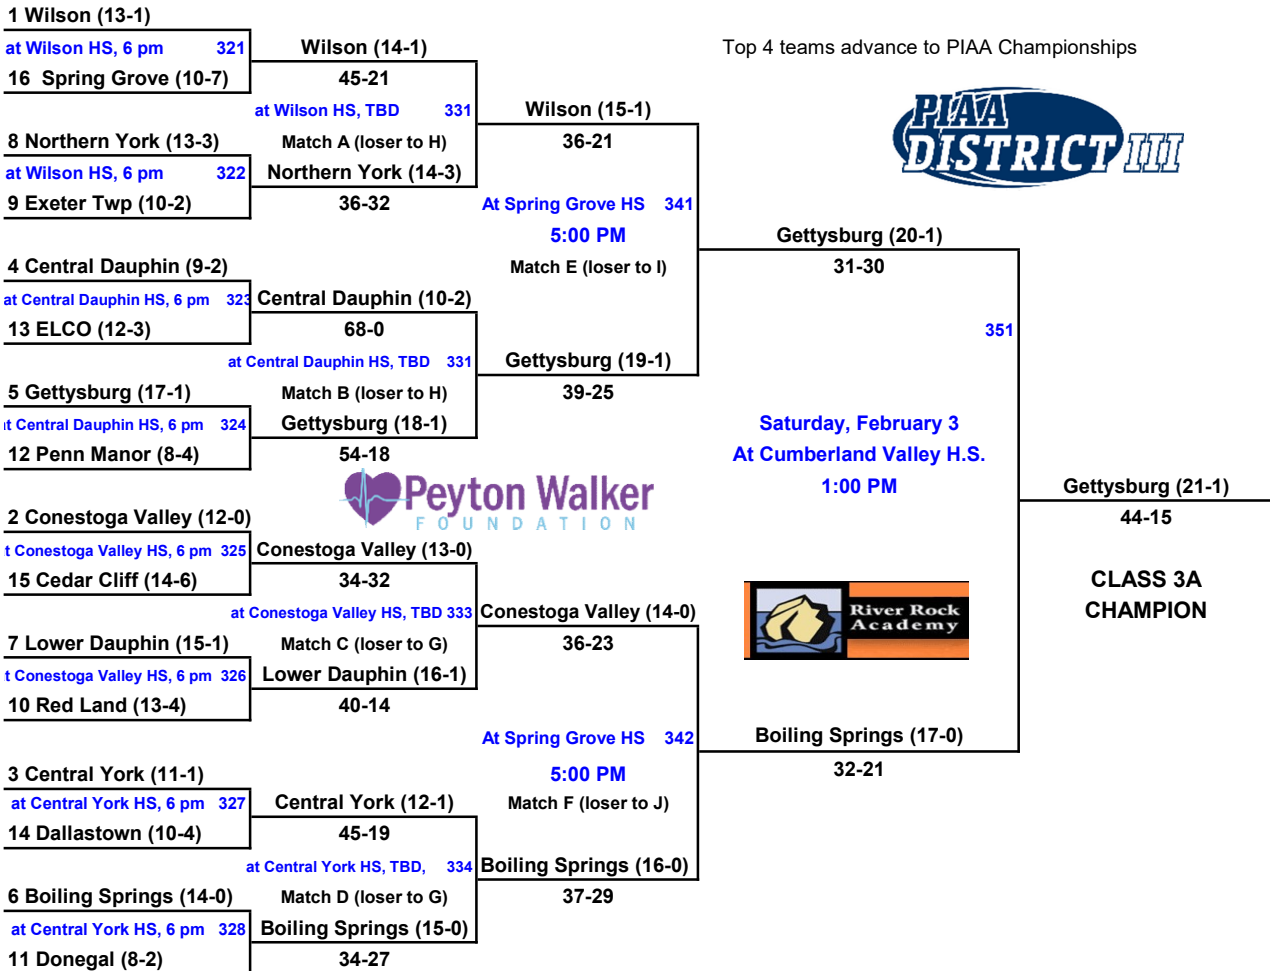 1 Wilson (13-1)
at Wilson HS, 6 pm 321
16 Spring Grove (10-7)
8 Northern York (13-3)
at Wilson HS, 6 pm 322
9 Exeter Twp (10-2)
4 Central Dauphin (9-2)
at Central Dauphin HS, 6 pm 323
13 ELCO (12-3)
5 Gettysburg (17-1)
t Central Dauphin HS, 6 pm 324
12 Penn Manor (8-4)
2 Conestoga Valley (12-0)
t Conestoga Valley HS, 6 pm 325
15 Cedar Cliff (14-6)
7 Lower Dauphin (15-1)
t Conestoga Valley HS, 6 pm 326
10 Red Land (13-4)
3 Central York (11-1)
at Central York HS, 6 pm 327
14 Dallastown (10-4)
6 Boiling Springs (14-0)
at Central York HS, 6 pm 328
11 Donegal (8-2)
Wilson (14-1)
45-21
at Wilson HS, TBD 331
Match A (loser to H)
Northern York (14-3)
36-32
Central Dauphin (10-2)
68-0
at Central Dauphin HS, TBD 331
Match B (loser to H)
Gettysburg (18-1)
54-18
Peyton Walker
FOUNDATION
Conestoga Valley (13-0)
34-32
at Conestoga Valley HS, TBD 333
Match C (loser to G)
Lower Dauphin (16-1)
40-14
Central York (12-1)
45-19
at Central York HS, TBD, 334
Match D (loser to G)
Boiling Springs (15-0)
34-27
Wilson (15-1)
36-21
At Spring Grove HS 341
5:00 PM
Match E (loser to I)
Gettysburg (19-1)
39-25
Conestoga Valley (14-0)
36-23
At Spring Grove HS 342
5:00 PM
Match F (loser to J)
Boiling Springs (16-0)
37-29
Top 4 teams advance to PIAA Championships
PIAA
DISTRICT III
Gettysburg (20-1)
31-30
351
Saturday, February 3
At Cumberland Valley H.S.
1:00 PM
River Rock
Academy
Boiling Springs (17-0)
32-21
Gettysburg (21-1)
44-15
CLASS 3A
CHAMPION